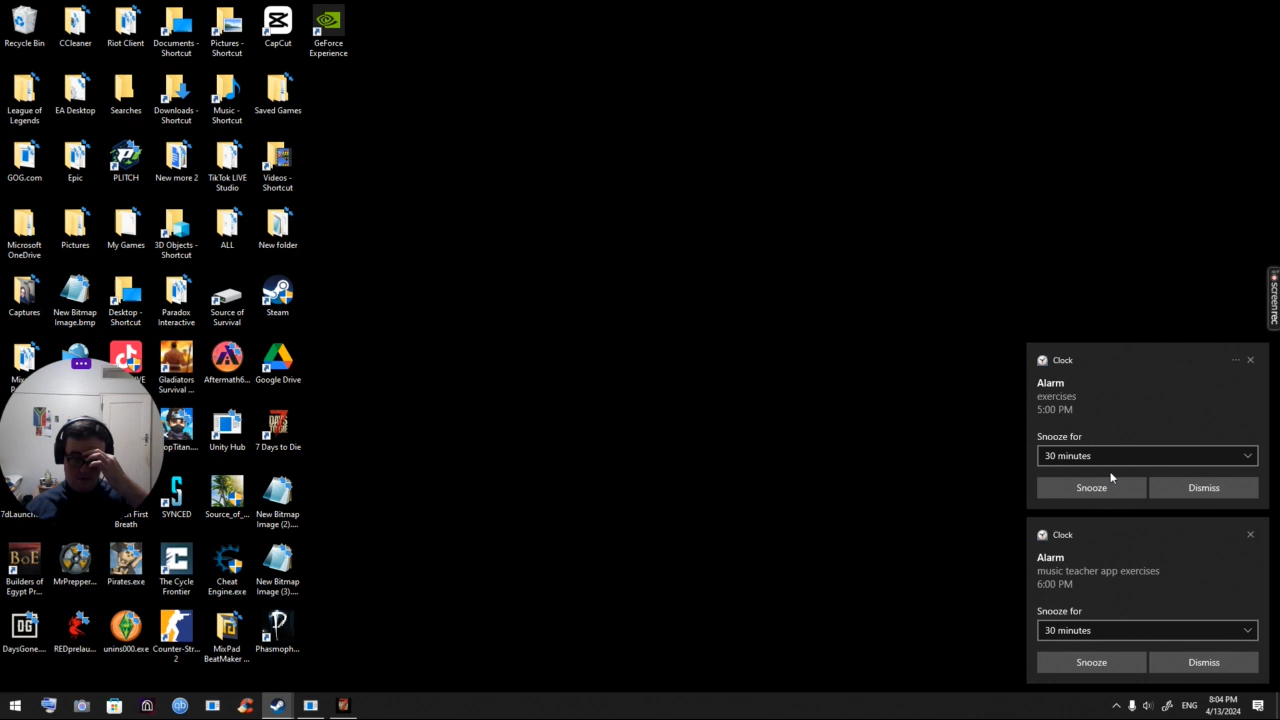 Recycle Bin
CCleaner
Riot Client
Documents -
Shortcut
Pictures -
Shortcut
CapCut
GeForce
Experience
League of
Legends
EA Desktop
Searches
Downloads -
Shortcut
Music -
Shortcut
Saved Games
GOG.com
Epic
PLITCH
New more 2
TikTok LIVE
Studio
Videos -
Shortcut
Microsoft
OneDrive
Pictures
My Games
3D Objects -
Shortcut
ALL
New folder
Captures
New Bitmap
Image.bmp
Desktop -
Shortcut
Paradox
Interactive
Source of
Survival
Steam
Gladiators
Survival ...
Aftermath6...
Google Drive
Unity Hub
7 Days to Die
First
Breath
SYNCED
Source_of_...
New Bitmap
Image (2)....
Builders of
Egypt Pr...
MrPrepper...
Pirates.exe
The Cycle
Frontier
Cheat
Engine.exe
New Bitmap
Image (3)....
DaysGone....
REDprelau...
unins000.exe
Counter-Str...
2
MixPad
BeatMaker ...
Phasmoph...
screenrec
Clock
Alarm
exercises
5:00 PM
Snooze for
30 minutes
Snooze
Dismiss
Clock
Alarm
music teacher app exercises
6:00 PM
Snooze for
30 minutes
Snooze
Dismiss
ENG
8:04 PM
4/13/2024